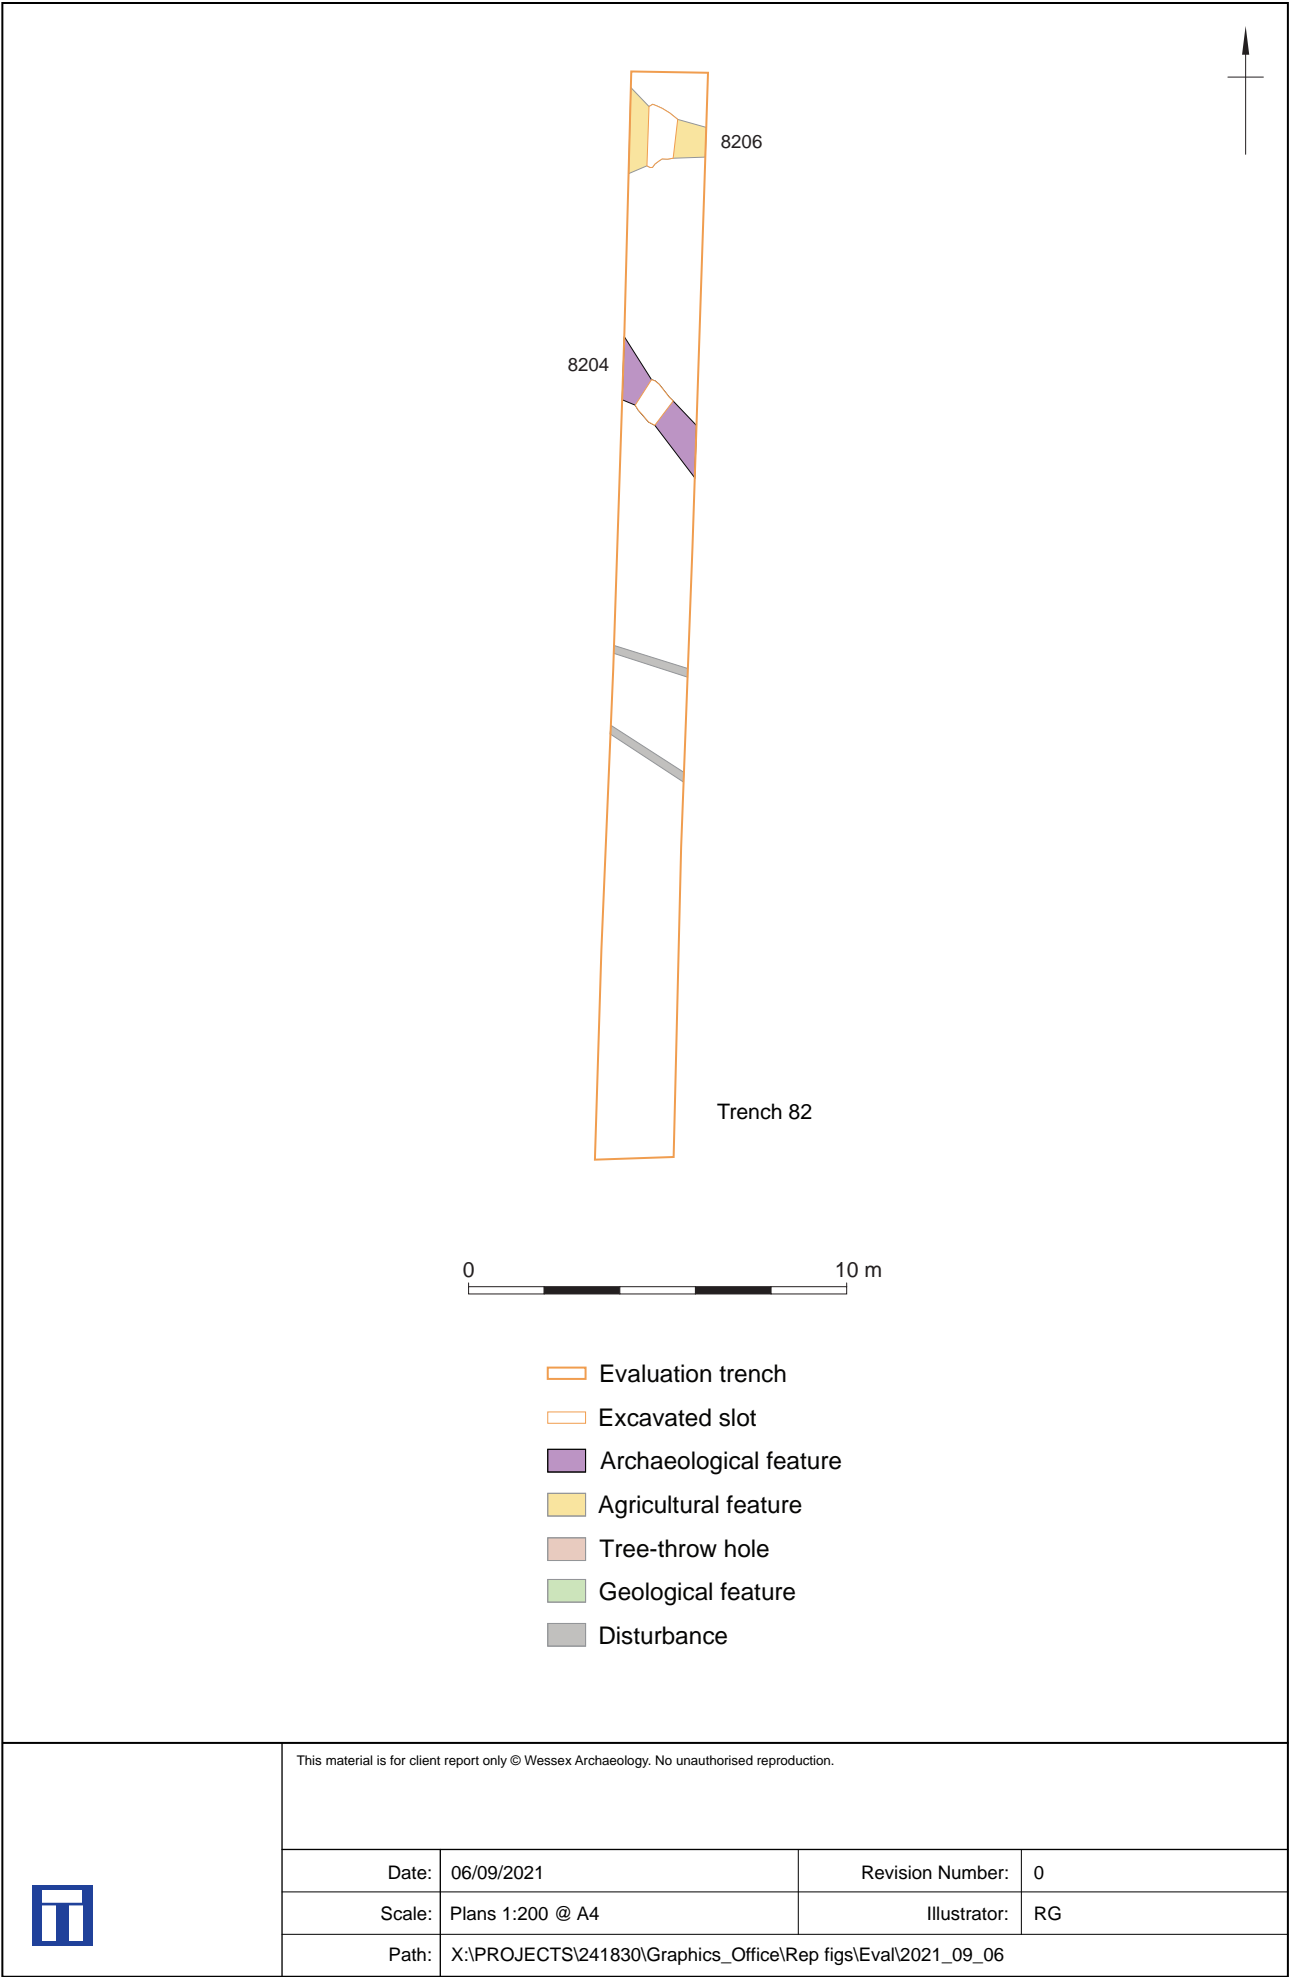 8206
8204
Trench 82
0 10 m
Evaluation trench
Excavated slot
Archaeological feature
Agricultural feature
Tree-throw hole
Geological feature
Disturbance
This material is for client report only © Wessex Archaeology. No unauthorised reproduction.
Date: 06/09/2021 Revision Number: 0
Scale: Plans 1:200 @ A4 Illustrator: RG
Path: X:\PROJECTS\241830\Graphics_Office\Rep figs\Eval\2021_09_06